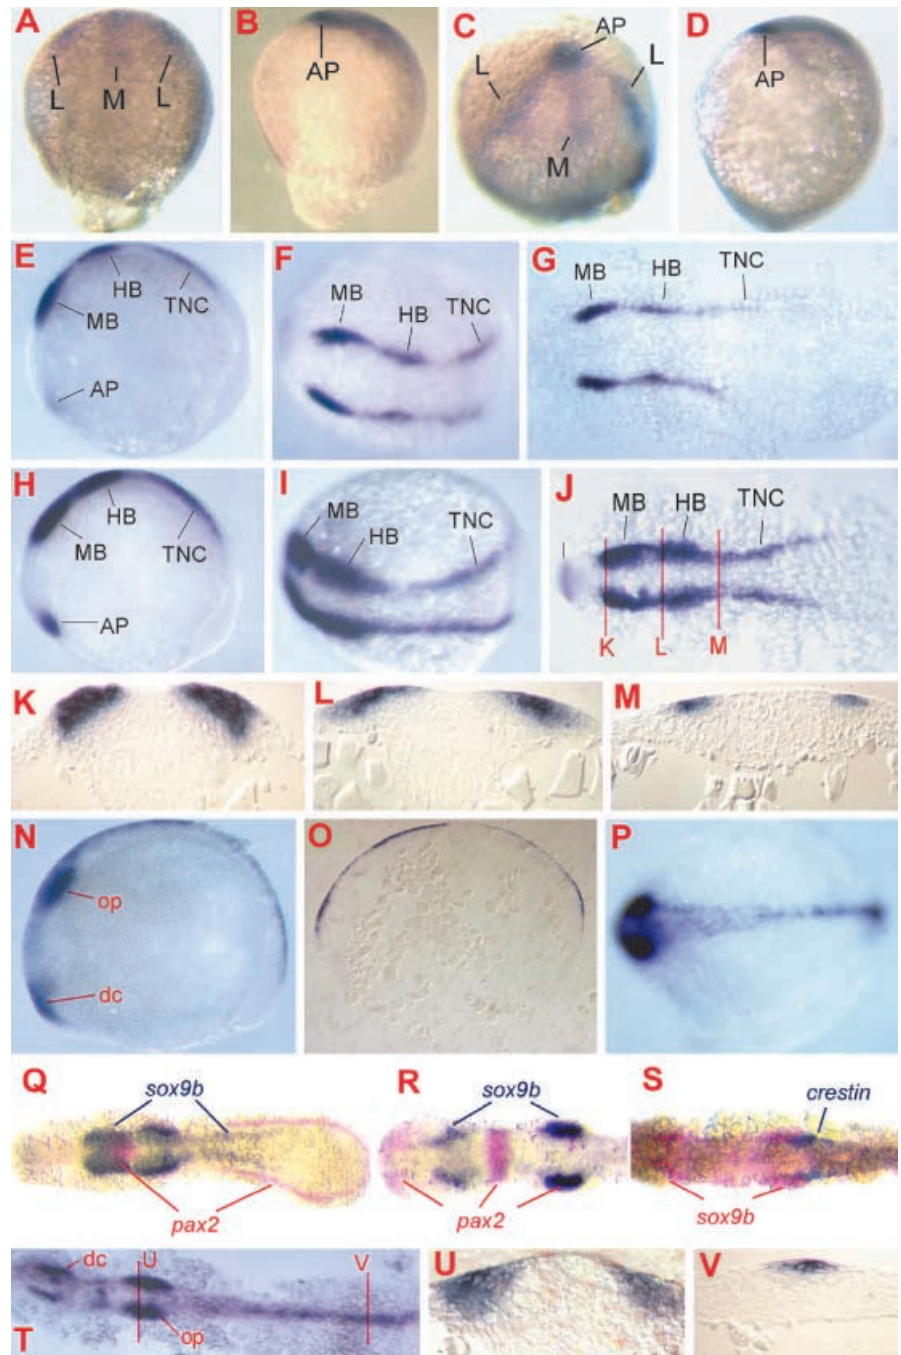 A B C D
L M L
AP
AP
L L
M
AP
E F G
HB
TNC
MB
AP
MB
HB
TNC
MB HB TNC
H I J
HB
MB
TNC
AP
MB
HB
TNC
MB HB TNC
K L M
K L M
N O P
op
dc
Q R S
sox9b
pax2
sox9b
pax2
crestin
sox9b
dc U V
op
T
U V